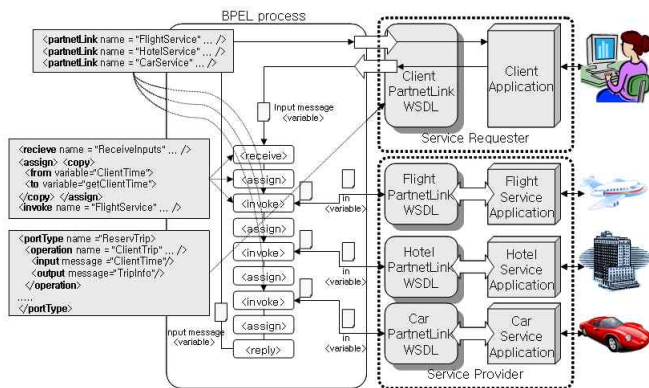 BPEL process
<partnetLink name = "FlightService" ... />
<partnetLink name = "HotelService" ... />
<partnetLink name = "CarService" ... />
Client
PartnetLink
WSDL
Client
Application
Service Requester
Input message
<variable>
<recieve name = "ReceiveInputs" ... />
<assign> <copy>
<from variable="ClientTime">
<to variable="getClientTime">
</copy> </assign>
<invoke name = "FlightService" ... />
<receive>
<assign>
<invoke>
<assign>
<invoke>
<assign>
<invoke>
<assign>
<reply>
in
<variable>
in
<variable>
in
<variable>
<portType name ="ReservTrip>
<operation name = "ClientTrip ... />
<input message="ClientTime"/>
<output message="TripInfo"/>
</operation>
.....
</portType>
Input message
<variable>
Flight
PartnetLink
WSDL
Flight
Service
Application
Hotel
PartnetLink
WSDL
Hotel
Service
Application
Car
PartnetLink
WSDL
Car
Service
Application
Service Provider